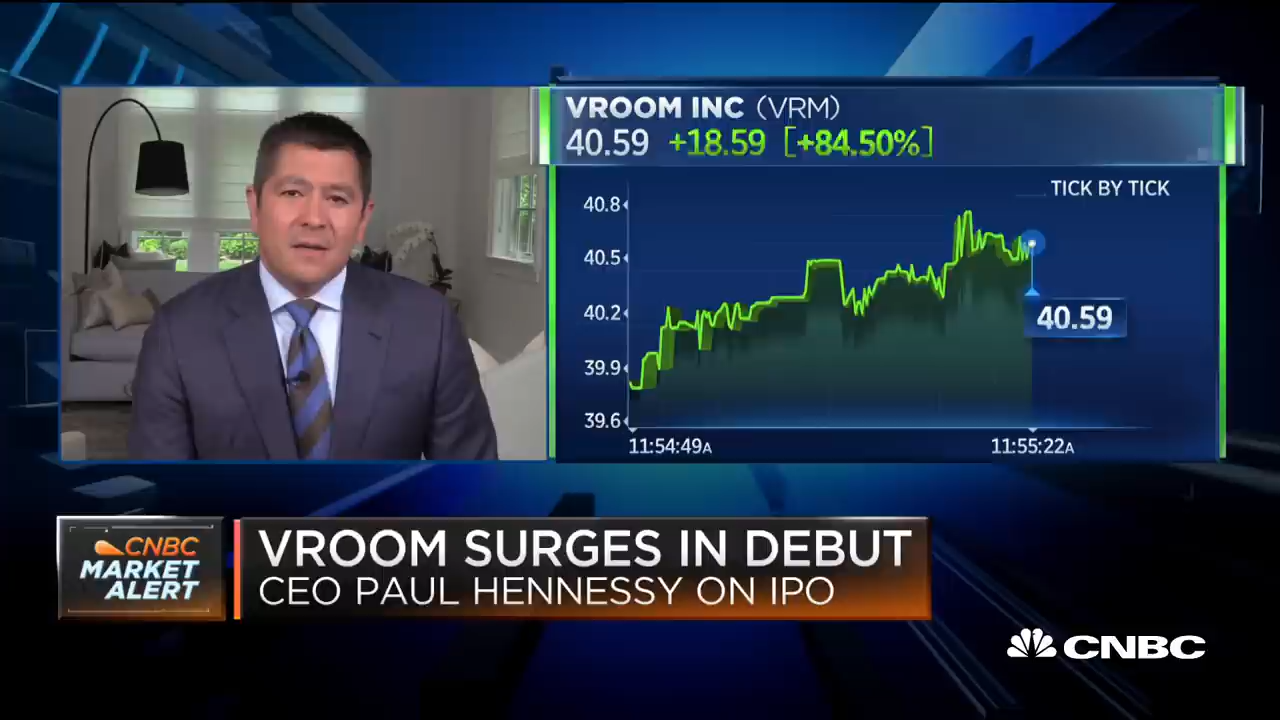 VROOM INC (VRM)
40.59 +18.59 [+84.50%]
TICK BY TICK
40.8
40.5
40.2
39.9
39.6
40.59
11:54:49A
11:55:22A
CNBC
MARKET
ALERT
VROOM SURGES IN DEBUT
CEO PAUL HENNESSY ON IPO
CNBC